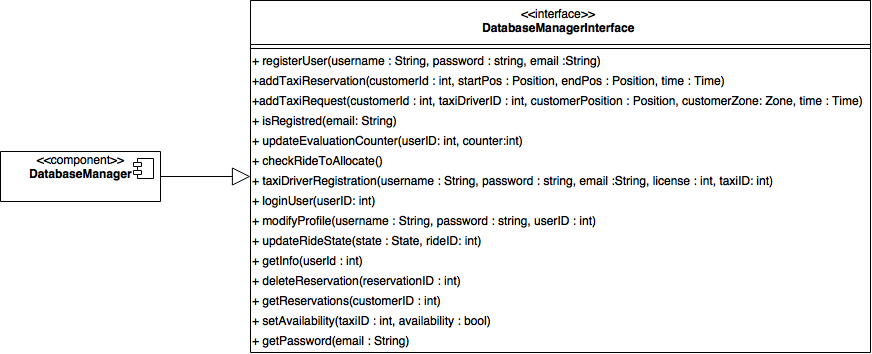 <<interface>>
DatabaseManagerInterface
+ registerUser(username : String, password : string, email :String)
+addTaxiReservation(customerId : int, startPos : Position, endPos : Position, time : Time)
+addTaxiRequest(customerId : int, taxiDriverID : int, customerPosition : Position, customerZone: Zone, time : Time)
+ isRegistred(email: String)
+ updateEvaluationCounter(userID: int, counter:int)
+ checkRideToAllocate()
+ taxiDriverRegistration(username : String, password : string, email :String, license : int, taxiID: int)
+ loginUser(userID: int)
+ modifyProfile(username : String, password : string, userID : int)
+ updateRideState(state : State, rideID: int)
+ getInfo(userId : int)
+ deleteReservation(reservationID : int)
+ getReservations(customerID : int)
+ setAvailability(taxiID : int, availability : bool)
+ getPassword(email : String)
<<component>>
DatabaseManager